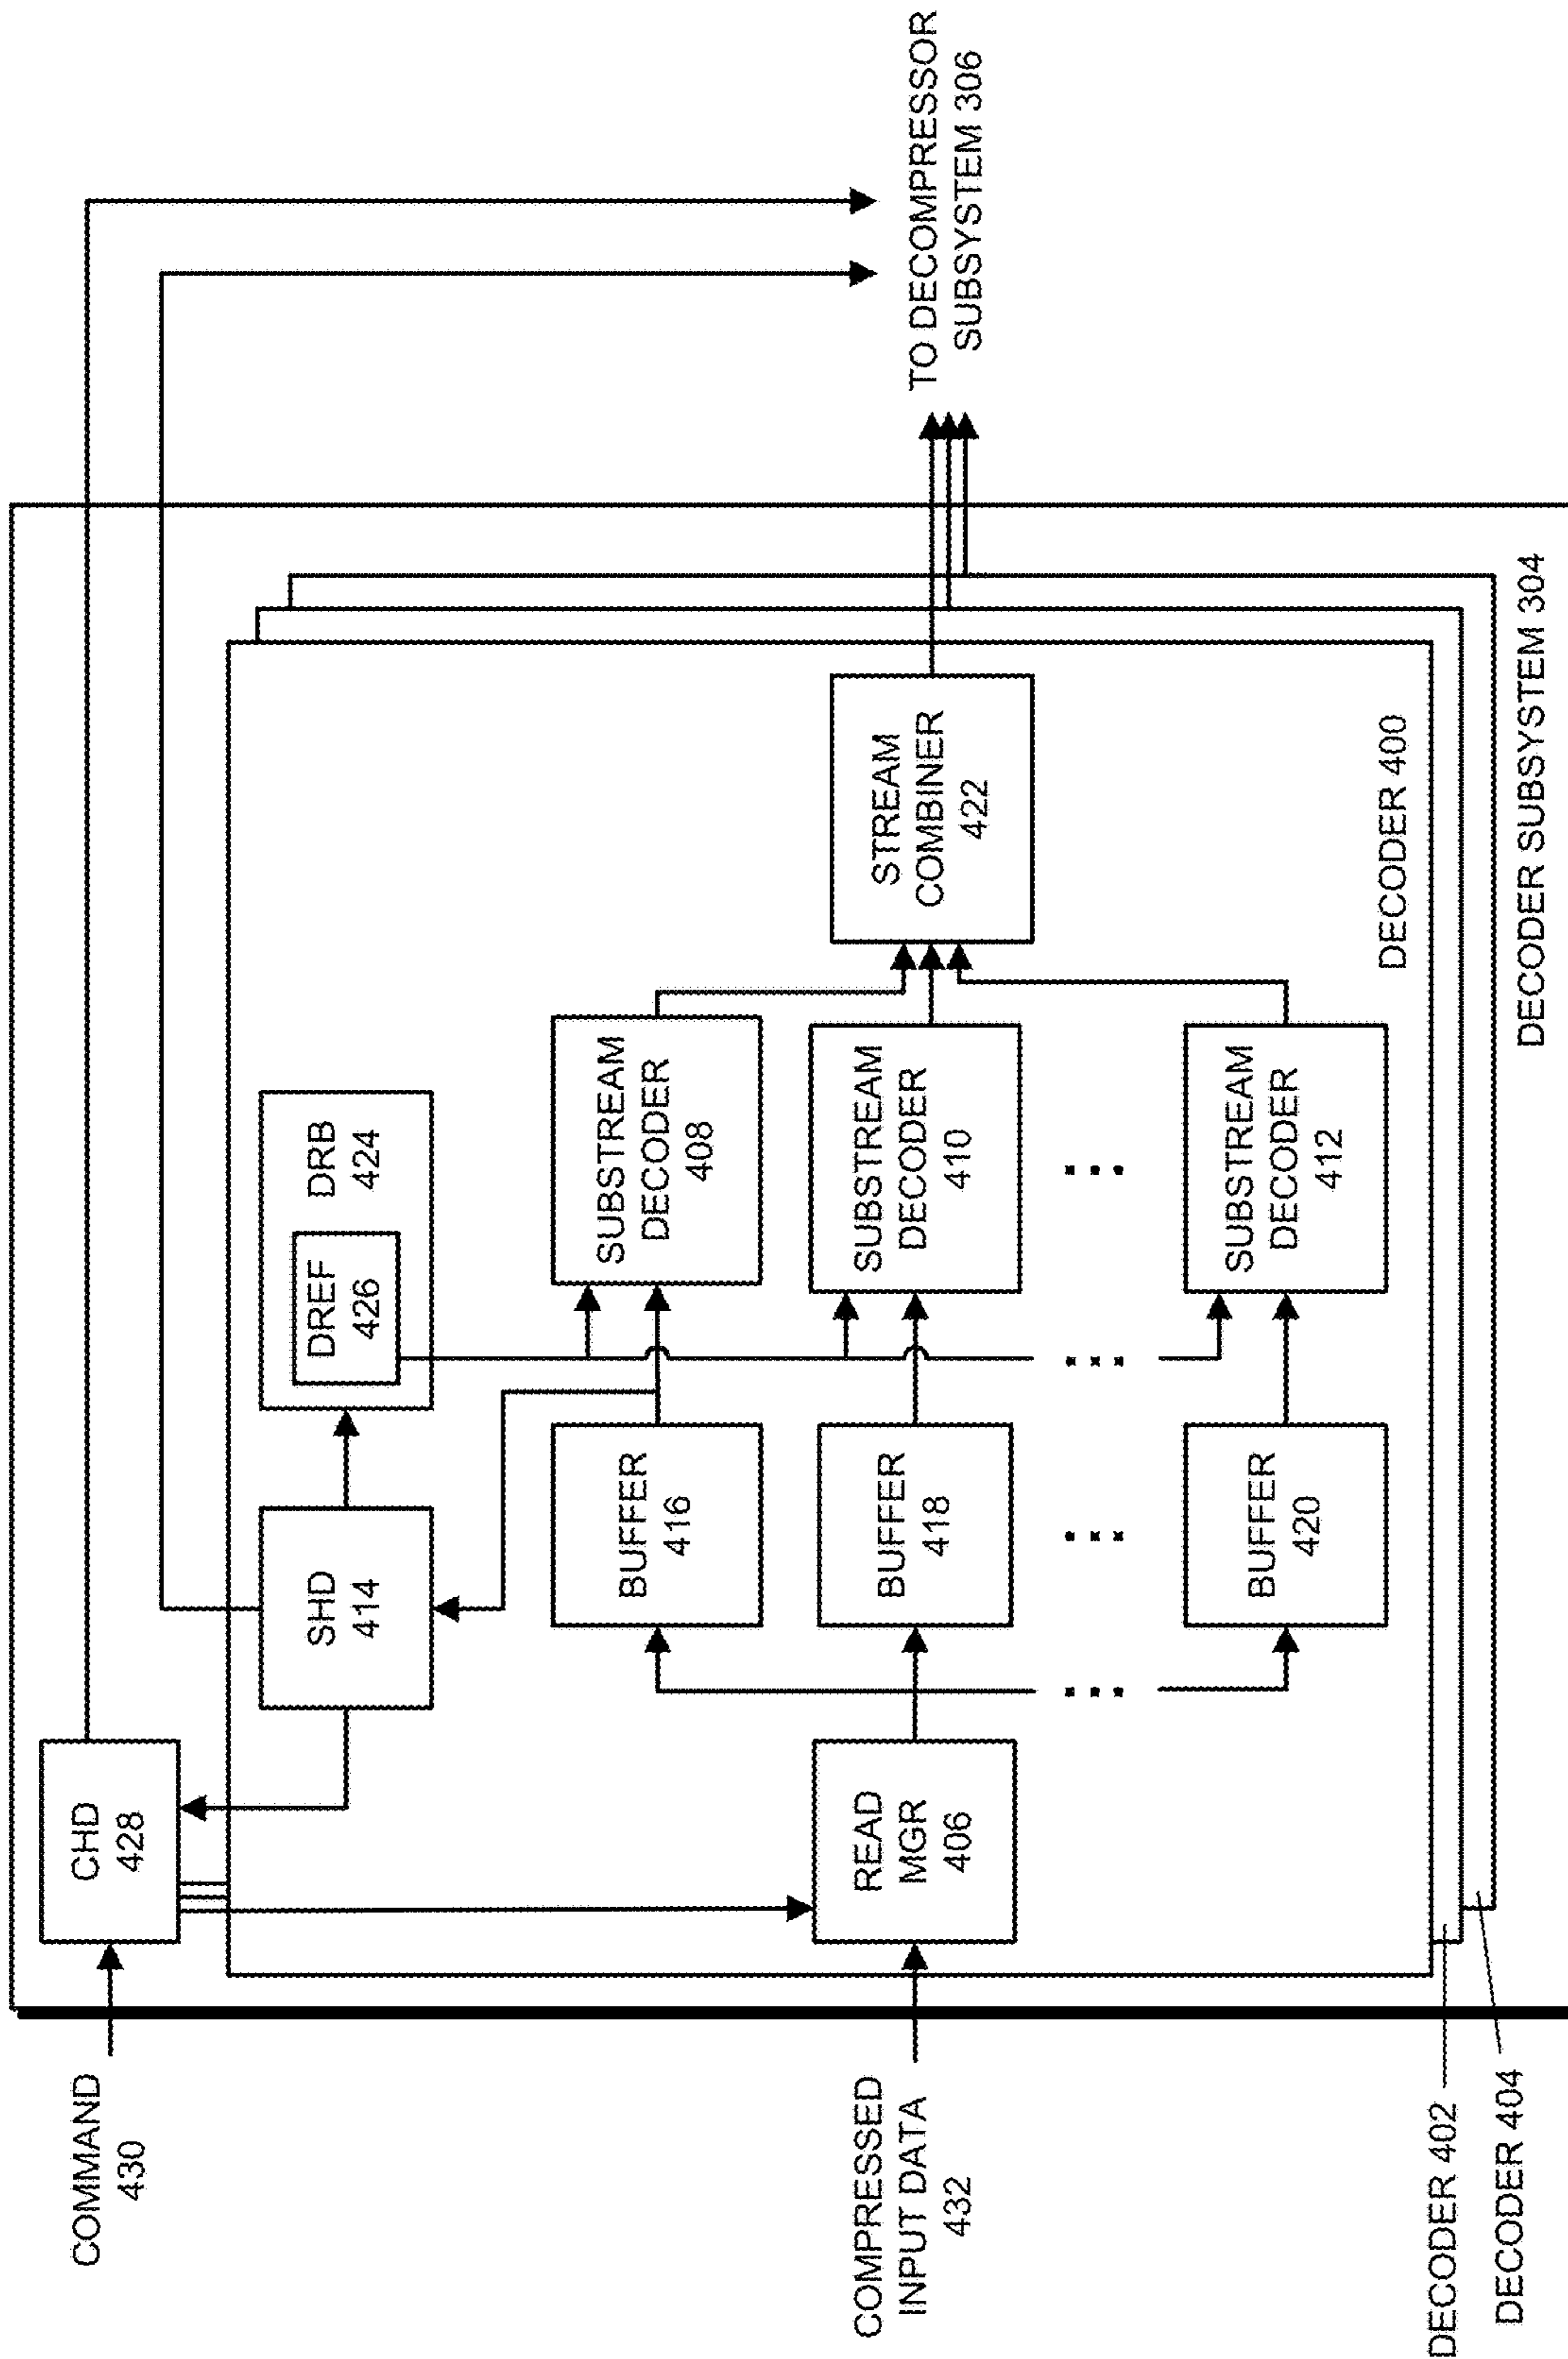 COMMAND
430
CHD
428
SHD
414
DREF
426
DRB
424
BUFFER
416
SUBSTREAM
DECODER
408
COMPRESSED
INPUT DATA
432
READ
MGR
406
BUFFER
418
SUBSTREAM
DECODER
410
STREAM
COMBINER
422
TO DECOMPRESSOR
SUBSYSTEM 306
BUFFER
420
SUBSTREAM
DECODER
412
DECODER 400
DECODER 402
DECODER 404
DECODER SUBSYSTEM 304